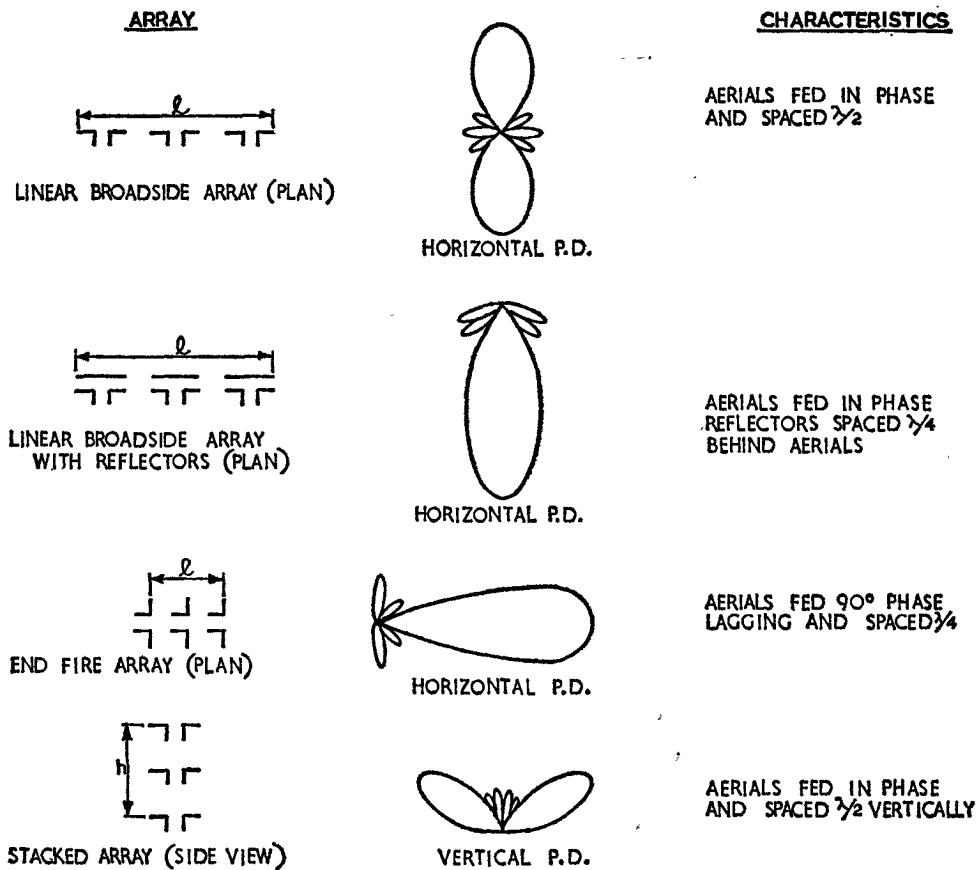 ARRAY
CHARACTERISTICS
ℓ
LINEAR BROADSIDE ARRAY (PLAN)
HORIZONTAL P.D.
AERIALS FED IN PHASE
AND SPACED λ/2
ℓ
LINEAR BROADSIDE ARRAY
WITH REFLECTORS (PLAN)
HORIZONTAL P.D.
AERIALS FED IN PHASE
REFLECTORS SPACED λ/4
BEHIND AERIALS
ℓ
END FIRE ARRAY (PLAN)
HORIZONTAL P.D.
AERIALS FED 90° PHASE
LAGGING AND SPACED λ/4
h
STACKED ARRAY (SIDE VIEW)
VERTICAL P.D.
AERIALS FED IN PHASE
AND SPACED λ/2 VERTICALLY